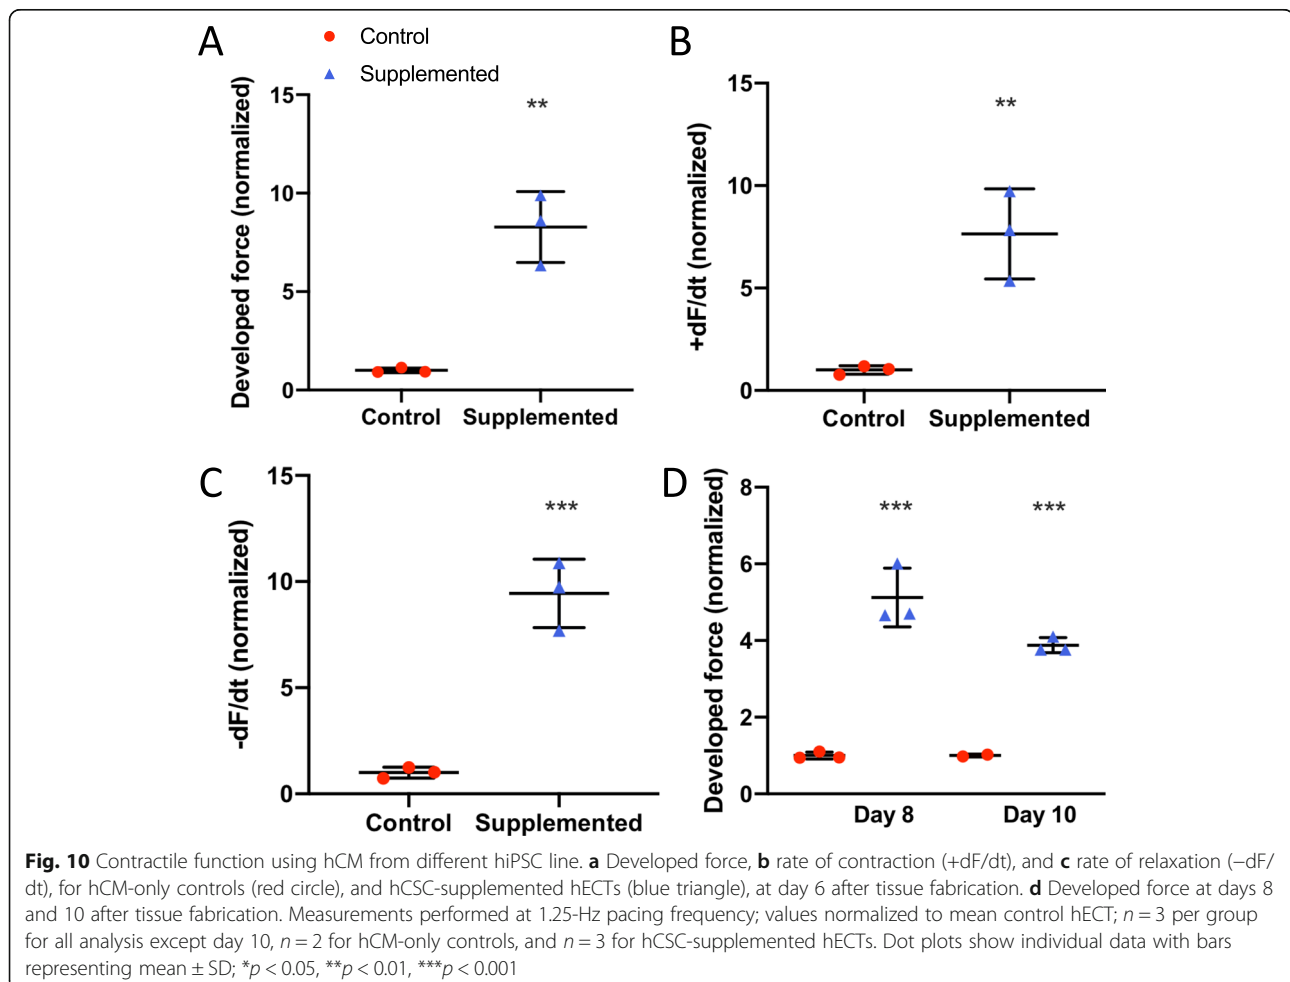 A
Control
Supplemented
Developed force (normalized)
15
10
5
0
**
Control Supplemented
B
+dF/dt (normalized)
15
10
5
0
**
Control Supplemented
C
-dF/dt (normalized)
15
10
5
0
***
Control Supplemented
D
Developed force (normalized)
8
6
4
2
0
*** ***
Day 8 Day 10
Fig. 10 Contractile function using hCM from different hiPSC line. a Developed force, b rate of contraction (+dF/dt), and c rate of relaxation (−dF/
dt), for hCM-only controls (red circle), and hCSC-supplemented hECTs (blue triangle), at day 6 after tissue fabrication. d Developed force at days 8
and 10 after tissue fabrication. Measurements performed at 1.25-Hz pacing frequency; values normalized to mean control hECT; n = 3 per group
for all analysis except day 10, n = 2 for hCM-only controls, and n = 3 for hCSC-supplemented hECTs. Dot plots show individual data with bars
representing mean ± SD; *p < 0.05, **p < 0.01, ***p < 0.001